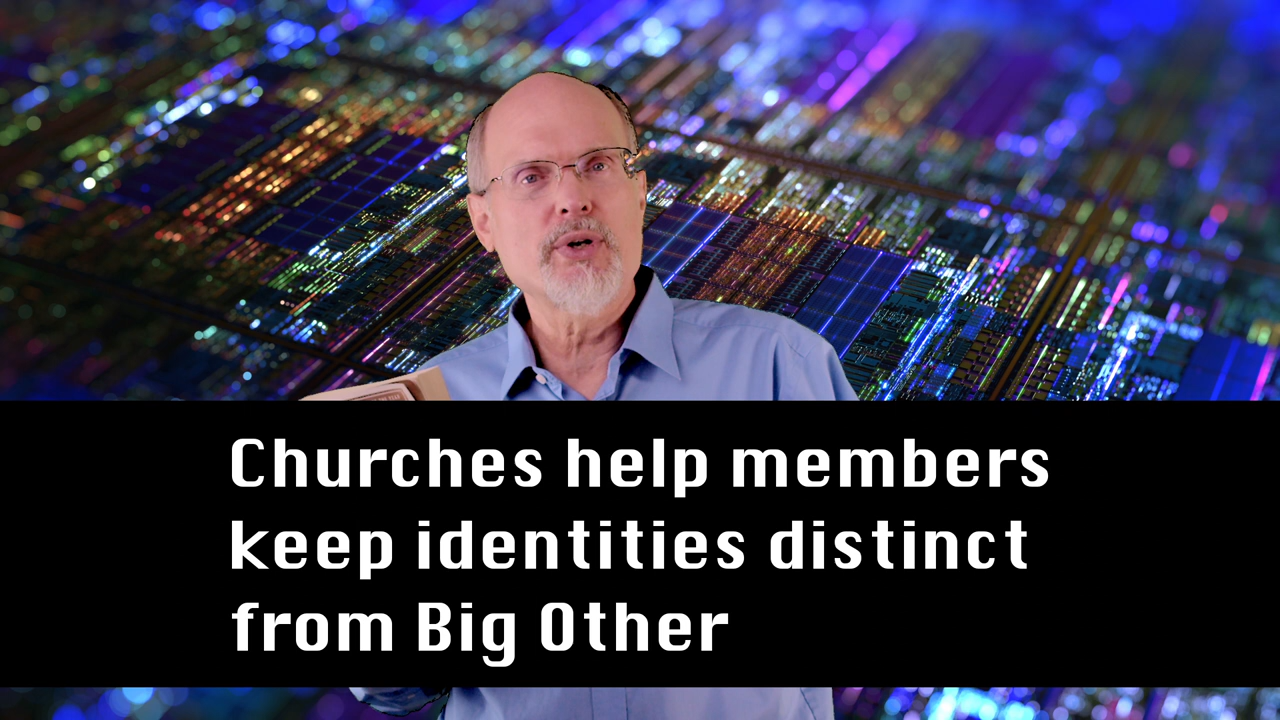 Churches help members
keep identities distinct
from Big Other